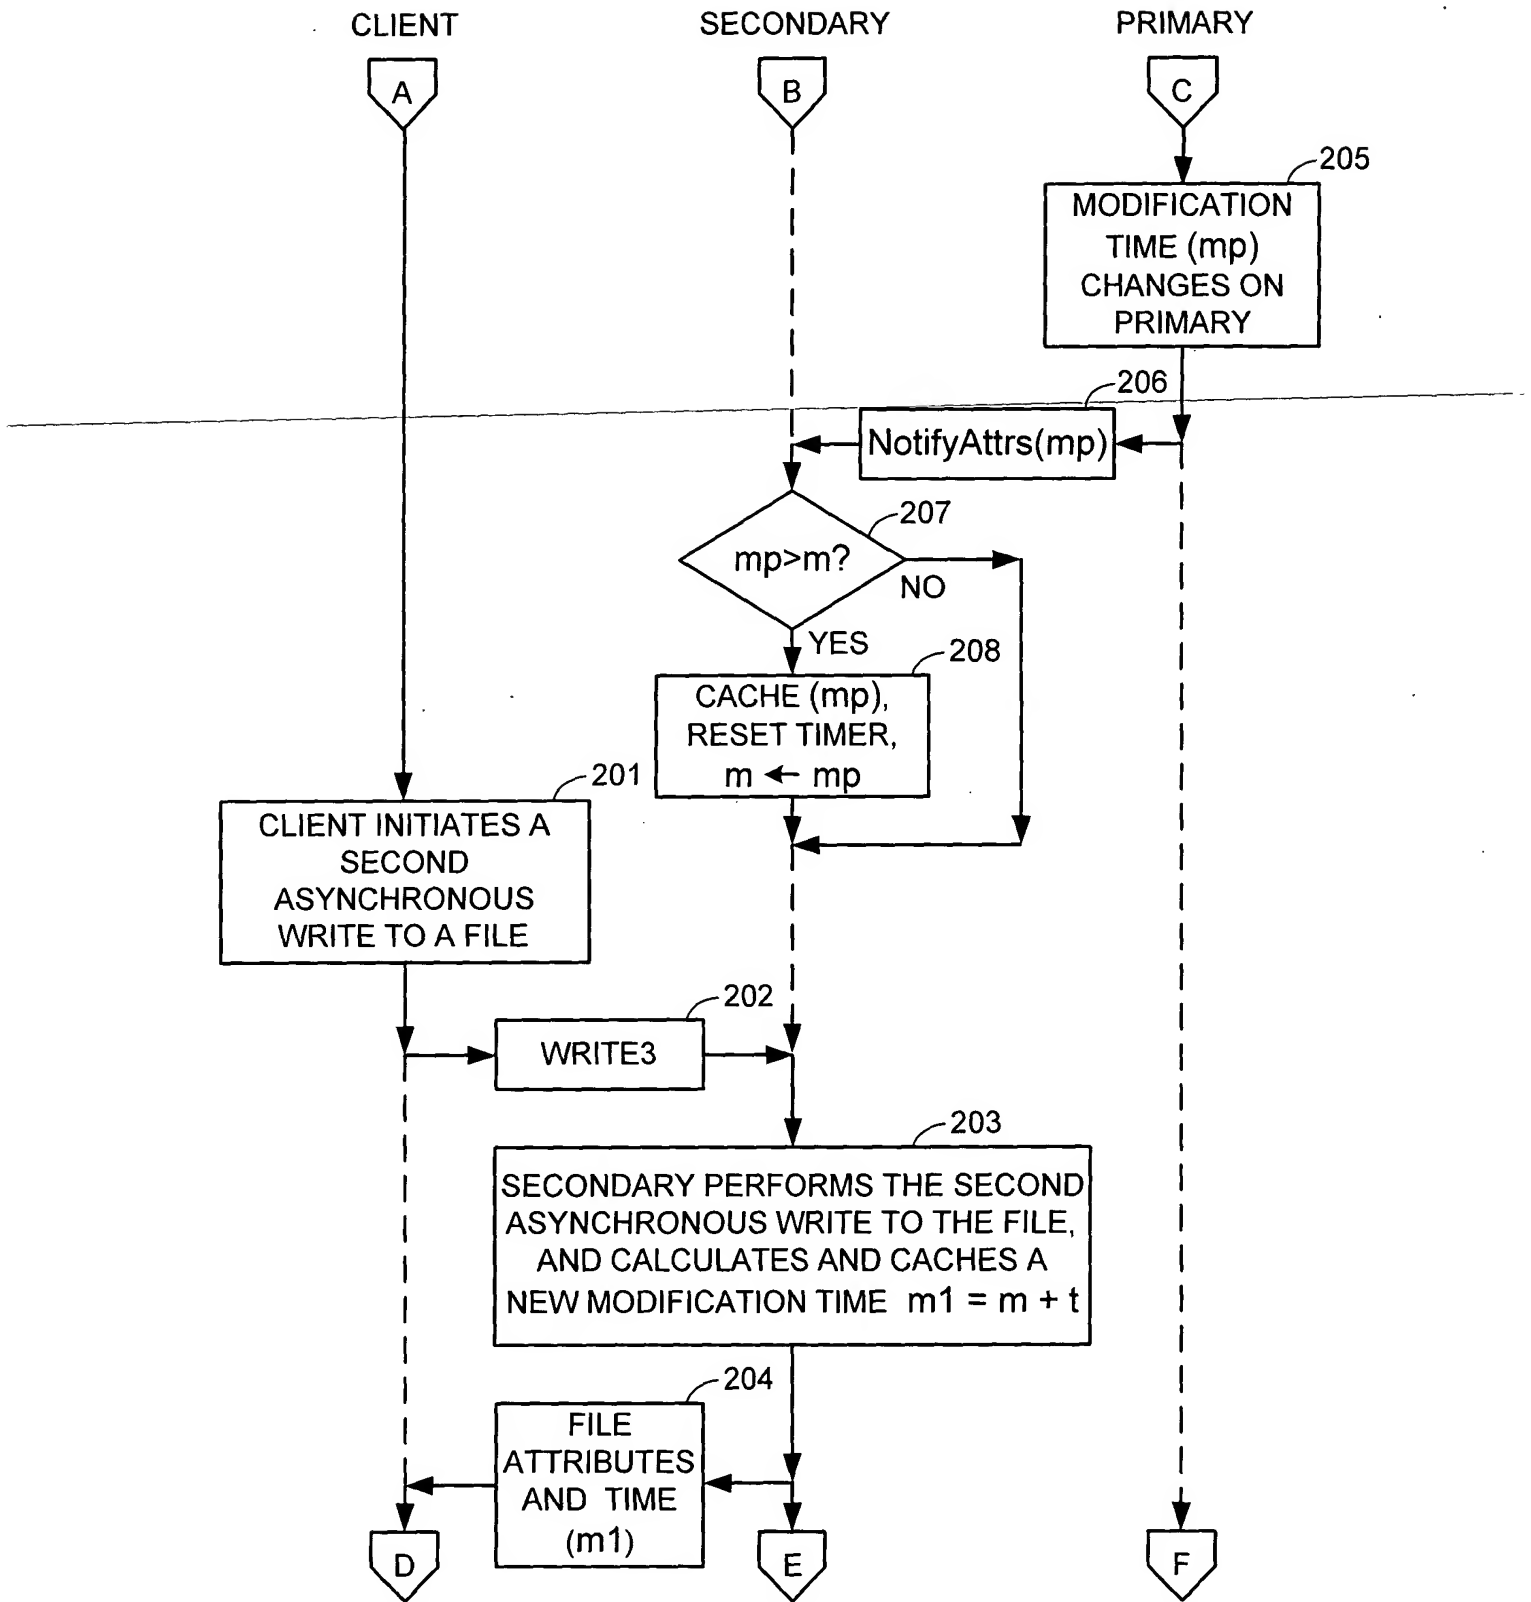 CLIENT
SECONDARY
PRIMARY
A
B
C
205
MODIFICATION
TIME (mp)
CHANGES ON
PRIMARY
206
NotifyAttrs(mp)
207
mp>m?
NO
YES
208
CACHE (mp),
RESET TIMER,
m ← mp
201
CLIENT INITIATES A
SECOND
ASYNCHRONOUS
WRITE TO A FILE
202
WRITE3
203
SECONDARY PERFORMS THE SECOND
ASYNCHRONOUS WRITE TO THE FILE,
AND CALCULATES AND CACHES A
NEW MODIFICATION TIME m1 = m + t
204
FILE
ATTRIBUTES
AND TIME
(m1)
D
E
F